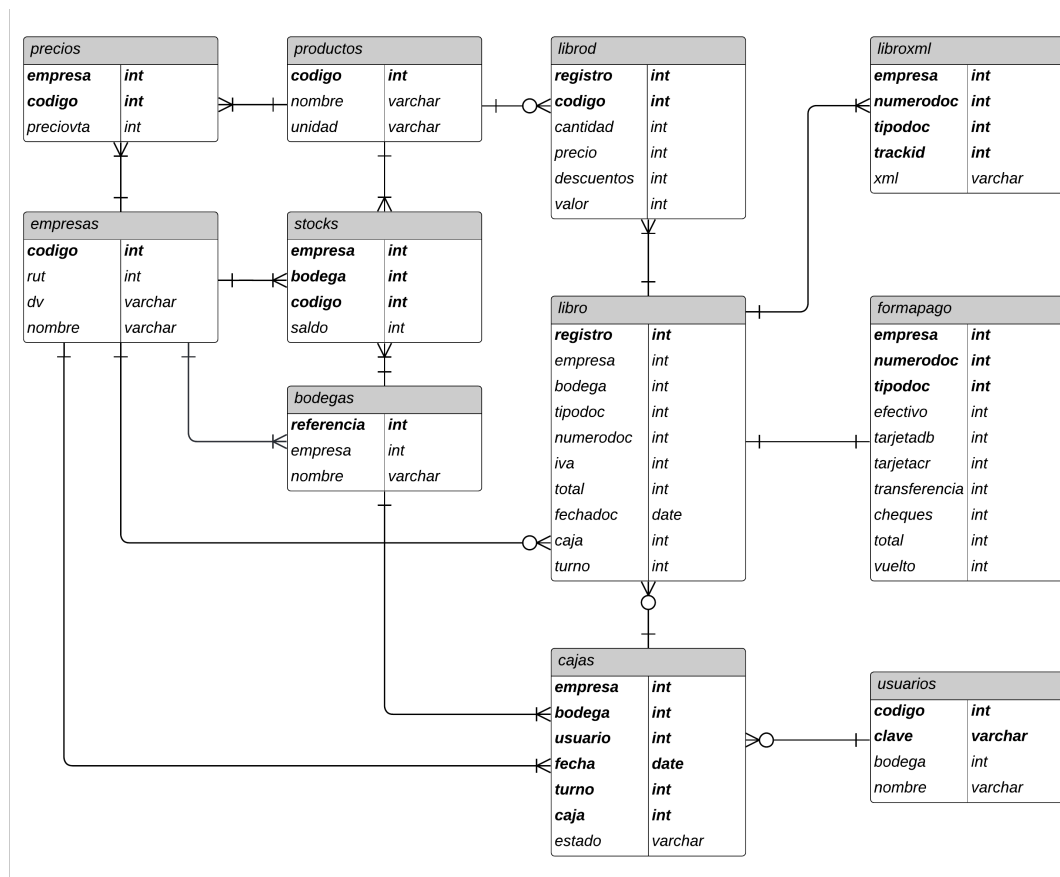 precios
empresa int
codigo int
preciovta int
productos
codigo int
nombre varchar
unidad varchar
librod
registro int
codigo int
cantidad int
precio int
descuentos int
valor int
libroxml
empresa int
numerodoc int
tipodoc int
trackid int
xml varchar
empresas
codigo int
rut int
dv varchar
nombre varchar
stocks
empresa int
bodega int
codigo int
saldo int
libro
registro int
empresa int
bodega int
tipodoc int
numerodoc int
iva int
total int
fechadoc date
caja int
turno int
formapago
empresa int
numerodoc int
tipodoc int
efectivo int
tarjetadb int
tarjetacr int
transferencia int
cheques int
total int
vuelto int
bodegas
referencia int
empresa int
nombre varchar
cajas
empresa int
bodega int
usuario int
fecha date
turno int
caja int
estado varchar
usuarios
codigo int
clave varchar
bodega int
nombre varchar